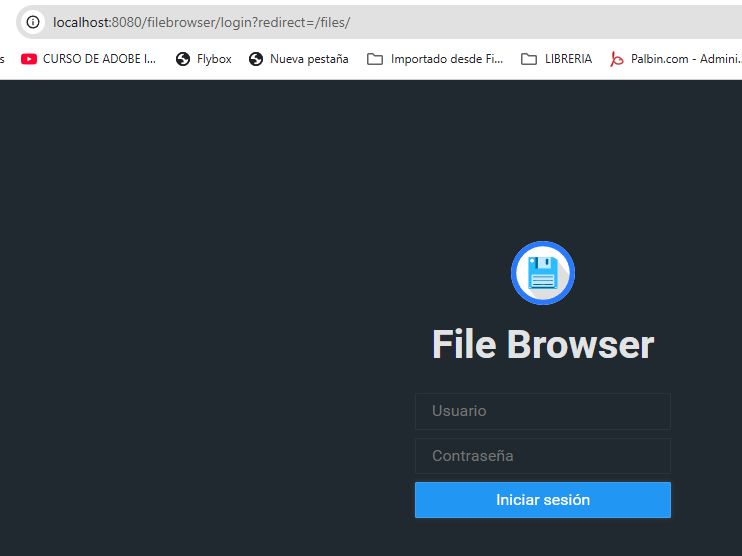 localhost:8080/filebrowser/login?redirect=/files/
s CURSO DE ADOBE I... Flybox Nueva pestaña Importado desde Fi... LIBRERIA Palbin.com - Admini...
File Browser
Usuario
Contraseña
Iniciar sesión